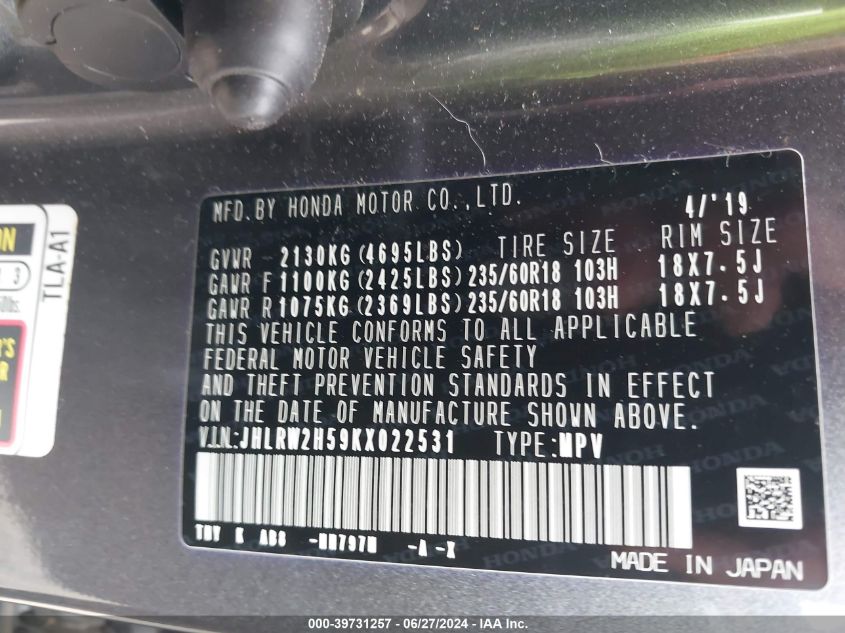 MFD.BY HONDA MOTOR CO.,LTD. 4/'19
GVWR 2130KG(4695LBS) TIRE SIZE RIM SIZE
GAWR F 1100KG(2425LBS) 235/60R18 103H 18X7.5J
GAWR R 1075KG(2369LBS) 235/60R18 103H 18X7.5J
THIS VEHICLE CONFORMS TO ALL APPLICABLE
FEDERAL MOTOR VEHICLE SAFETY
AND THEFT PREVENTION STANDARDS IN EFFECT
ON THE DATE OF MANUFACTURE SHOWN ABOVE.
VIN:JHLRW2H59KX022531 TYPE:MPV
-A -X
MADE IN JAPAN
TLA-A1
000-39731257 - 06/27/2024 - IAA Inc.